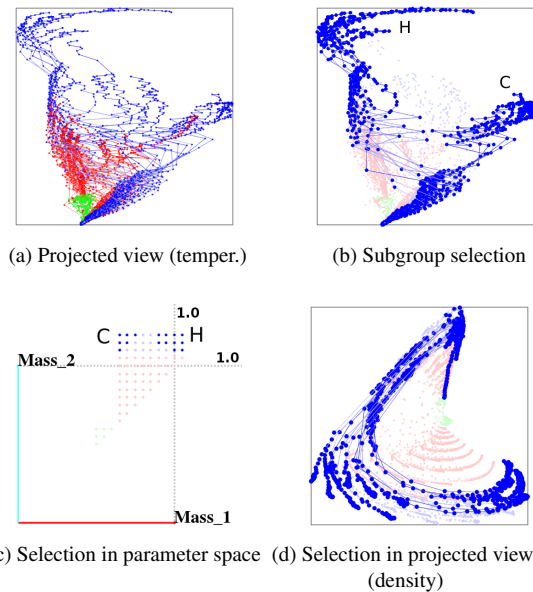 H
C
(a) Projected view (temper.)
(b) Subgroup selection
1.0
C
H
1.0
Mass_2
Mass_1
c) Selection in parameter space
(d) Selection in projected view
(density)